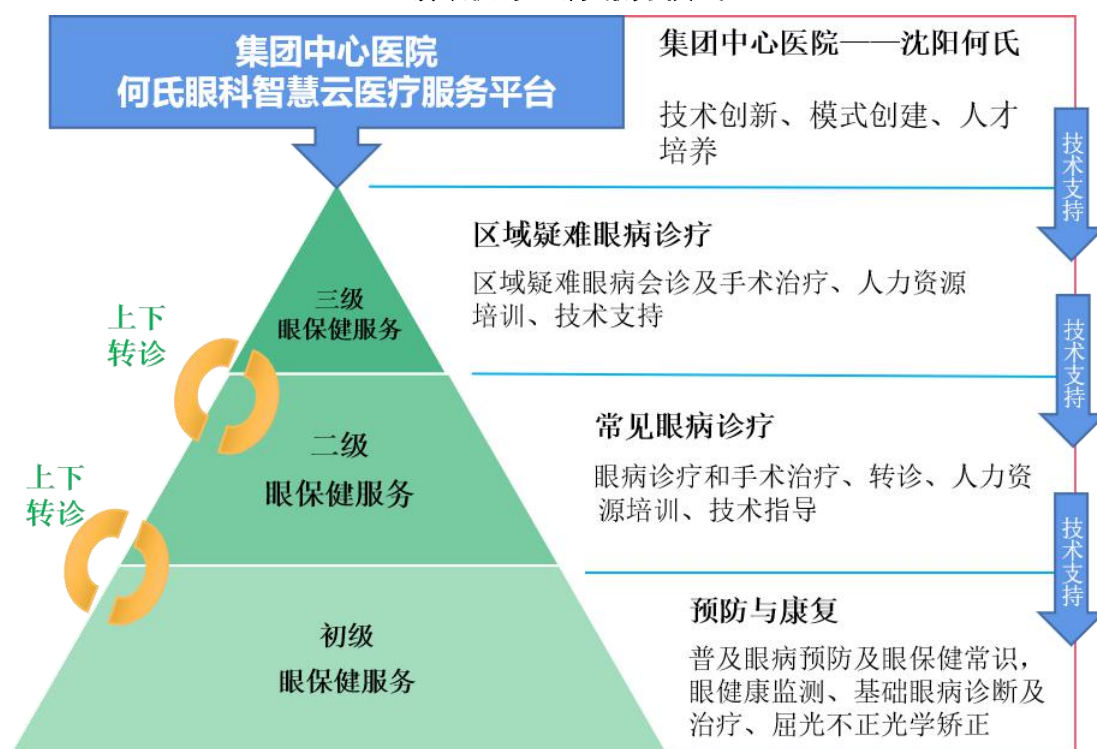 集团中心医院
何氏眼科智慧云医疗服务平台
集团中心医院——沈阳何氏
技术创新、模式创建、人才
培养
技术支持
区域疑难眼病诊疗
区域疑难眼病会诊及手术治疗、人力资源
培训、技术支持
三级
眼保健服务
上下
转诊
技术支持
常见眼病诊疗
眼病诊疗和手术治疗、转诊、人力资
源培训、技术指导
二级
眼保健服务
上下
转诊
技术支持
预防与康复
普及眼病预防及眼保健常识，
眼健康监测、基础眼病诊断及
治疗、屈光不正光学矫正
初级
眼保健服务